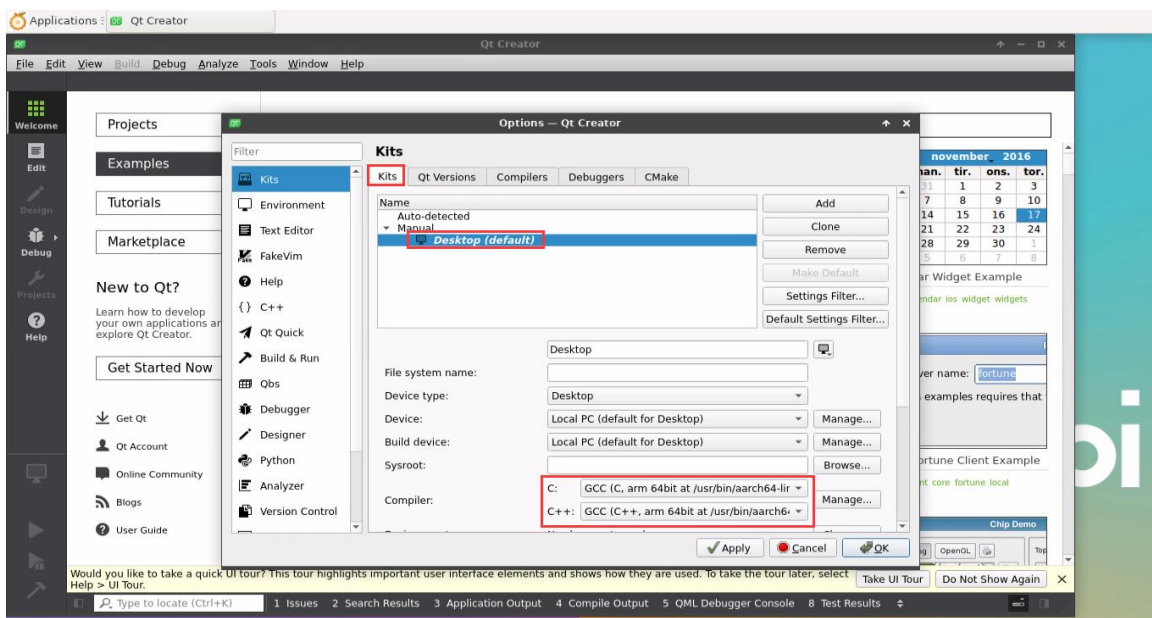 Applications
Qt Creator
Qt Creator
File Edit View Build Debug Analyze Tools Window Help
Welcome
Edit
Design
Debug
Projects
Help
Projects
Examples
Tutorials
Marketplace
New to Qt?
Learn how to develop
your own applications
explore Qt Creator.
Get Started Now
Get Qt
Qt Account
Online Community
Blogs
User Guide
Options — Qt Creator
Filter
Kits
Environment
Text Editor
FakeVim
Help
{} C++
Qt Quick
Build & Run
Qbs
Debugger
Designer
Python
Analyzer
Version Control
Kits
Kits Qt Versions Compilers Debuggers CMake
Name
Auto-detected
Manual
Desktop (default)
Add
Clone
Remove
Make Default
Settings Filter...
Default Settings Filter...
Desktop
File system name:
Device type: Desktop
Device: Local PC (default for Desktop) Manage...
Build device: Local PC (default for Desktop) Manage...
Sysroot: Browse...
Compiler:
C: GCC (C, arm 64bit at /usr/bin/aarch64-lir
C++: GCC (C++, arm 64bit at /usr/bin/aarch6
Manage...
Apply Cancel OK
november 2016
tir. ons. tor.
31 1 2 3
7 8 9 10
14 15 16 17
21 22 23 24
28 29 30 1
5 6 7 8
Widget Example
ios widget widgets
name: fortune
examples requires that
Client Example
core fortune local
Chip Demo
OpenGL
Would you like to take a quick UI tour? This tour highlights important user interface elements and shows how they are used. To take the tour later, select
Help > UI Tour.
Take UI Tour Do Not Show Again
Type to locate (Ctrl+K) 1 Issues 2 Search Results 3 Application Output 4 Compile Output 5 QML Debugger Console 8 Test Results